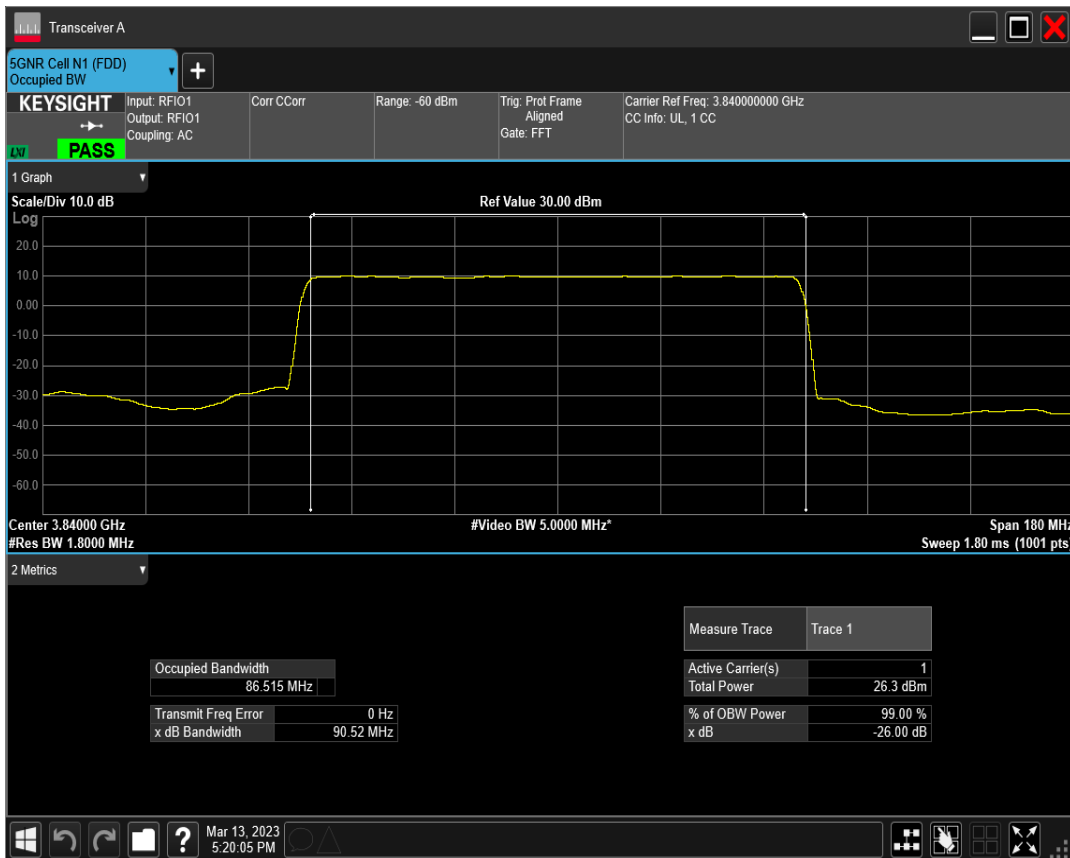 Transceiver A
5GNR Cell N1 (FDD)
Occupied BW
+
KEYSIGHT
LXI
PASS
Input: RFIO1
Output: RFIO1
Coupling: AC
Corr CCorr
Range: -60 dBm
Trig: Prot Frame
Aligned
Gate: FFT
Carrier Ref Freq: 3.840000000 GHz
CC Info: UL, 1 CC
1 Graph
Scale/Div 10.0 dB
Ref Value 30.00 dBm
Log
20.0
10.0
0.00
-10.0
-20.0
-30.0
-40.0
-50.0
-60.0
Center 3.84000 GHz
#Video BW 5.0000 MHz*
Span 180 MHz
#Res BW 1.8000 MHz
Sweep 1.80 ms (1001 pts)
2 Metrics
Measure Trace Trace 1
Occupied Bandwidth
86.515 MHz
Active Carrier(s) 1
Total Power 26.3 dBm
Transmit Freq Error 0 Hz
x dB Bandwidth 90.52 MHz
% of OBW Power 99.00 %
x dB -26.00 dB
?
Mar 13, 2023
5:20:05 PM